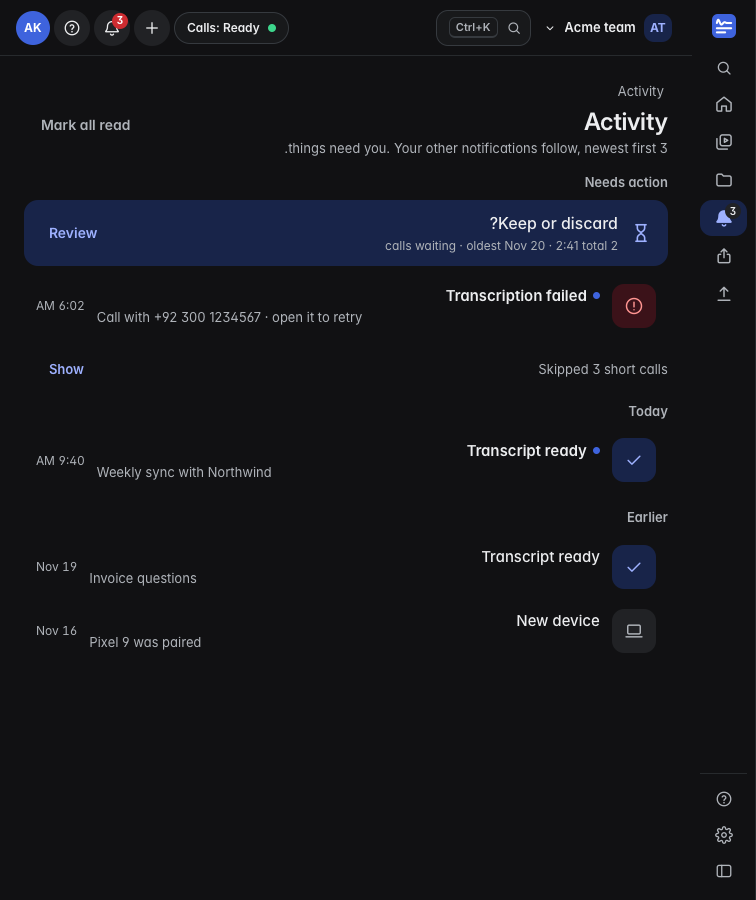 AK
3
Calls: Ready
Ctrl+K
Acme team
AT
3
Activity
Activity
Mark all read
.things need you. Your other notifications follow, newest first 3
Needs action
?Keep or discard
calls waiting · oldest Nov 20 · 2:41 total 2
Review
Transcription failed
AM 6:02
Call with +92 300 1234567 · open it to retry
Skipped 3 short calls
Show
Today
Transcript ready
AM 9:40
Weekly sync with Northwind
Earlier
Transcript ready
Nov 19
Invoice questions
New device
Nov 16
Pixel 9 was paired